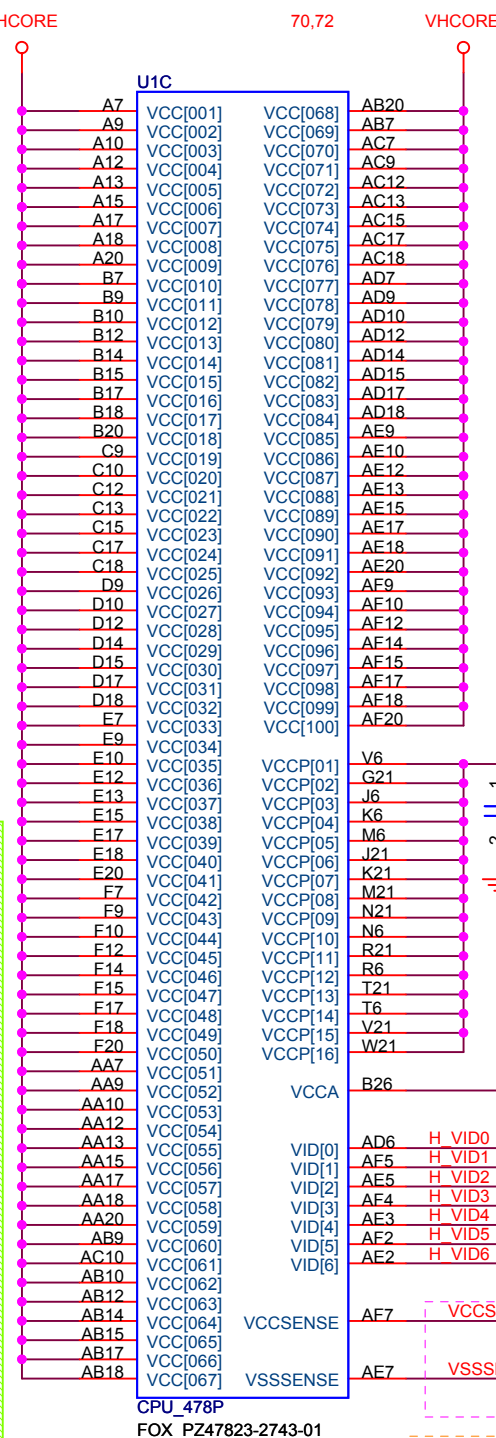 HCORE 70,72 VHCORE
U1C
A7 VCC[001] VCC[068] AB20
A9 VCC[002] VCC[069] AB7
A10 VCC[003] VCC[070] AC7
A12 VCC[004] VCC[071] AC9
A13 VCC[005] VCC[072] AC12
A15 VCC[006] VCC[073] AC13
A17 VCC[007] VCC[074] AC15
A18 VCC[008] VCC[075] AC17
A20 VCC[009] VCC[076] AC18
B7 VCC[010] VCC[077] AD7
B9 VCC[011] VCC[078] AD9
B10 VCC[012] VCC[079] AD10
B12 VCC[013] VCC[080] AD12
B14 VCC[014] VCC[081] AD14
B15 VCC[015] VCC[082] AD15
B17 VCC[016] VCC[083] AD17
B18 VCC[017] VCC[084] AD18
B20 VCC[018] VCC[085] AE9
C9 VCC[019] VCC[086] AE10
C10 VCC[020] VCC[087] AE12
C12 VCC[021] VCC[088] AE13
C13 VCC[022] VCC[089] AE15
C15 VCC[023] VCC[090] AE17
C17 VCC[024] VCC[091] AE18
C18 VCC[025] VCC[092] AE20
D9 VCC[026] VCC[093] AF9
D10 VCC[027] VCC[094] AF10
D12 VCC[028] VCC[095] AF12
D14 VCC[029] VCC[096] AF14
D15 VCC[030] VCC[097] AF15
D17 VCC[031] VCC[098] AF17
D18 VCC[032] VCC[099] AF18
E7 VCC[033] VCC[100] AF20
E9 VCC[034]
E10 VCC[035] VCCP[01] V6
E12 VCC[036] VCCP[02] G21
E13 VCC[037] VCCP[03] J6
E15 VCC[038] VCCP[04] K6
E17 VCC[039] VCCP[05] M6
E18 VCC[040] VCCP[06] J21
E20 VCC[041] VCCP[07] K21
F7 VCC[042] VCCP[08] M21
F9 VCC[043] VCCP[09] N21
F10 VCC[044] VCCP[10] N6
F12 VCC[045] VCCP[11] R21
F14 VCC[046] VCCP[12] R6
F15 VCC[047] VCCP[13] T21
F17 VCC[048] VCCP[14] T6
F18 VCC[049] VCCP[15] V21
F20 VCC[050] VCCP[16] W21
AA7 VCC[051]
AA9 VCC[052] VCCA B26
AA10 VCC[053]
AA12 VCC[054]
AA13 VCC[055] VID[0] AD6 H_VID0
AA15 VCC[056] VID[1] AF5 H_VID1
AA17 VCC[057] VID[2] AE5 H_VID2
AA18 VCC[058] VID[3] AF4 H_VID3
AA20 VCC[059] VID[4] AE3 H_VID4
AB9 VCC[060] VID[5] AF2 H_VID5
AC10 VCC[061] VID[6] AE2 H_VID6
AB10 VCC[062]
AB12 VCC[063]
AB14 VCC[064] VCCSENSE AF7 VCCS
AB15 VCC[065]
AB17 VCC[066]
AB18 VCC[067] VSSSENSE AE7 VSSS
CPU_478P
FOX PZ47823-2743-01
1
2